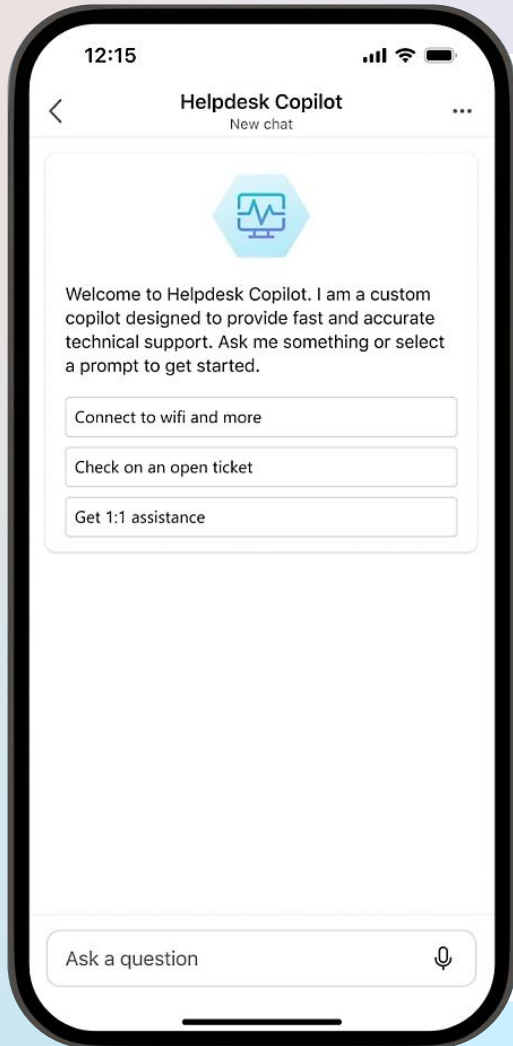 12:15
Helpdesk Copilot
New chat
Welcome to Helpdesk Copilot. I am a custom
copilot designed to provide fast and accurate
technical support. Ask me something or select
a prompt to get started.
Connect to wifi and more
Check on an open ticket
Get 1:1 assistance
Ask a question